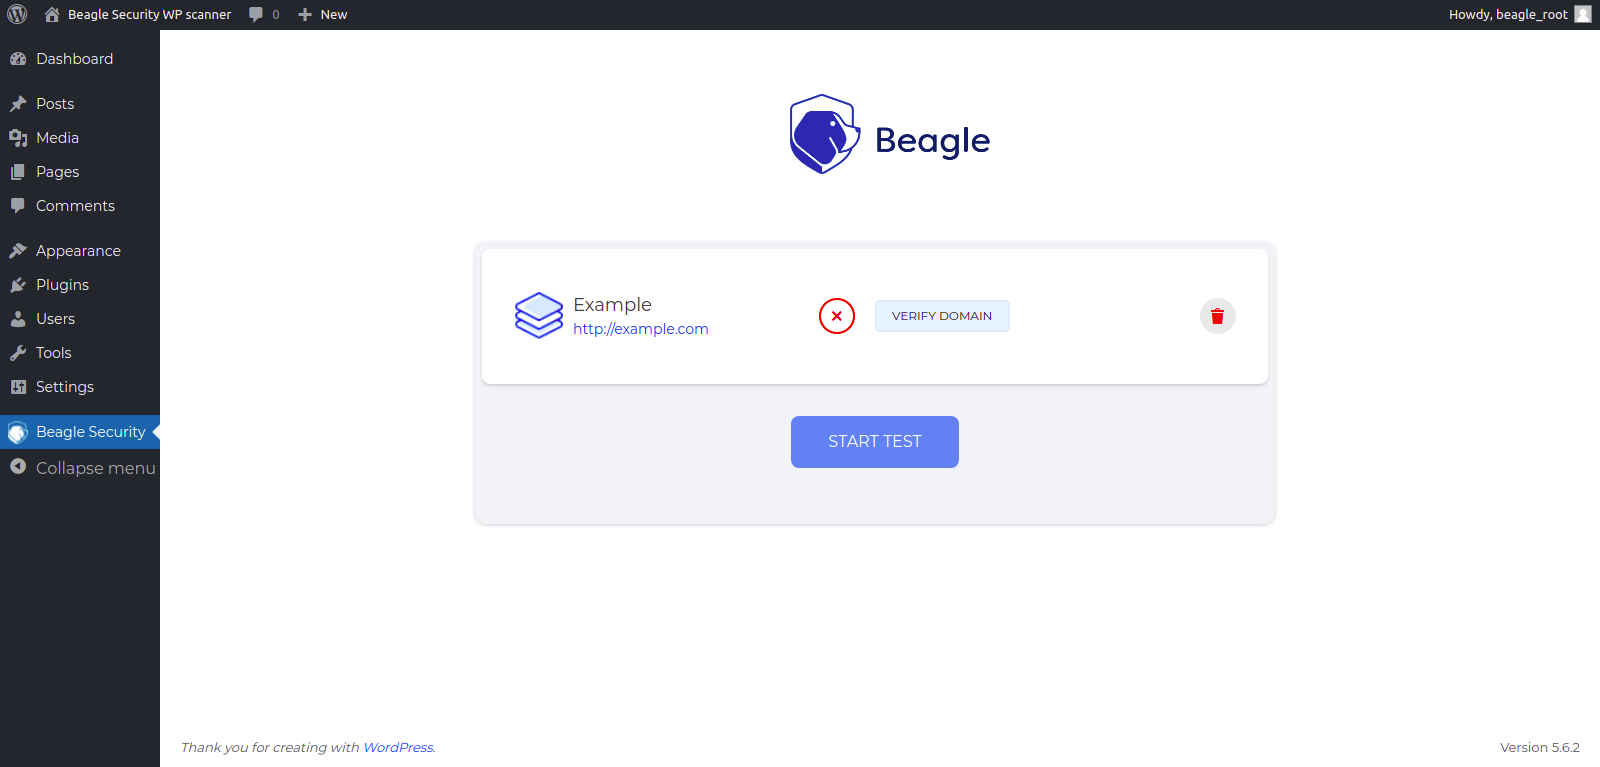 Beagle Security WP scanner 0 New Howdy, beagle_root
Dashboard
Posts
Media
Pages
Comments
Appearance
Plugins
Users
Tools
Settings
Beagle Security
Collapse menu
Beagle
Example
http://example.com
VERIFY DOMAIN
START TEST
Thank you for creating with WordPress.
Version 5.6.2